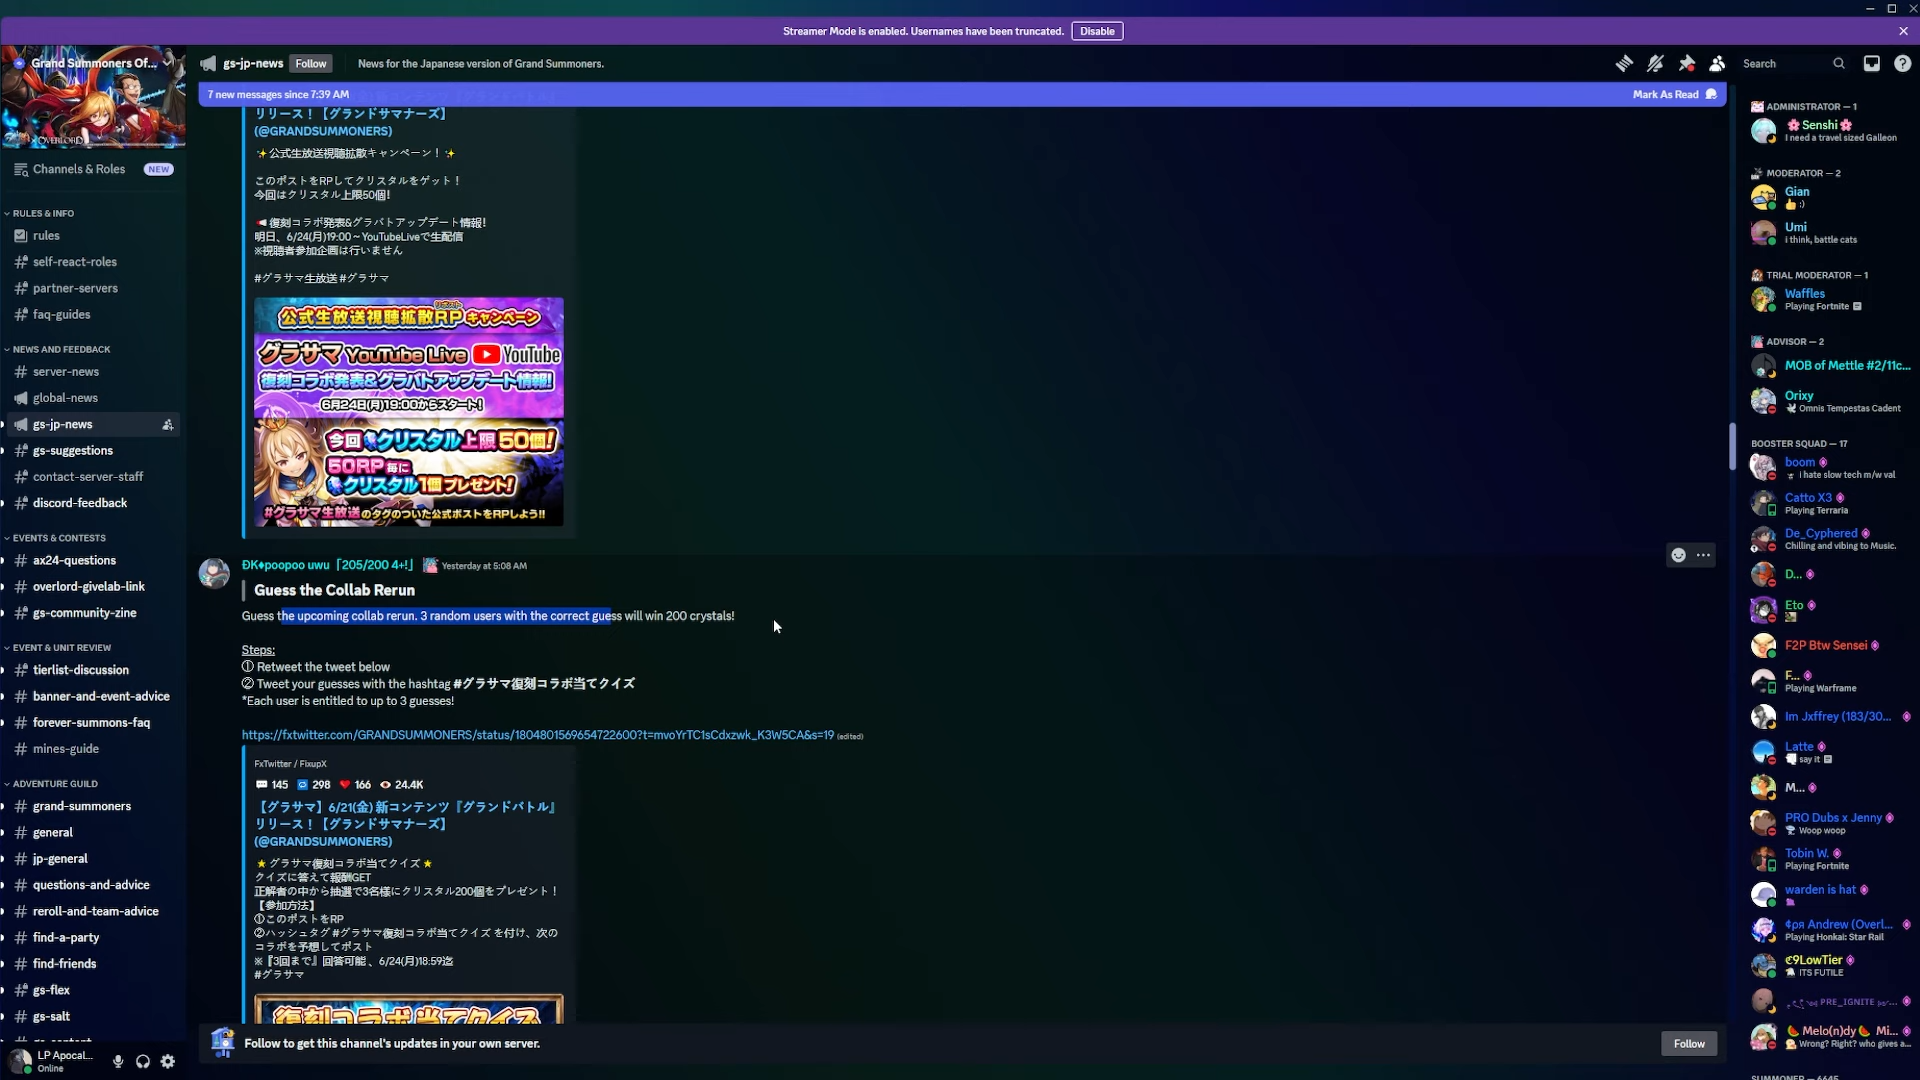 Streamer Mode is enabled. Usernames have been truncated.
Disable
Grand Summoners Of...
OVERLORD
Channels & Roles
NEW
RULES & INFO
rules
self-react-roles
partner-servers
faq-guides
NEWS AND FEEDBACK
server-news
global-news
gs-jp-news
gs-suggestions
contact-server-staff
discord-feedback
EVENTS & CONTESTS
ax24-questions
overlord-givelab-link
gs-community-zine
EVENT & UNIT REVIEW
tierlist-discussion
banner-and-event-advice
forever-summons-faq
mines-guide
ADVENTURE GUILD
grand-summoners
general
jp-general
questions-and-advice
reroll-and-team-advice
find-a-party
find-friends
gs-flex
gs-salt
LP Apocal...
Online
gs-jp-news
Follow
News for the Japanese version of Grand Summoners.
Search
7 new messages since 7:39 AM
Mark As Read
リリース！【グランドサマナーズ】
(@GRANDSUMMONERS)
✨公式生放送視聴拡散キャンペーン！✨
このポストをRPしてクリスタルをゲット！
今回はクリスタル上限50個!
📢復刻コラボ発表&グラバトアップデート情報!
明日、6/24(月)19:00～YouTubeLiveで生配信
※視聴者参加企画は行いません
#グラサマ生放送 #グラサマ
リポスト
公式生放送視聴拡散RPキャンペーン
グラサマ YouTube Live YouTube
復刻コラボ発表&グラバトアップデート情報!
6月24日(月)19:00からスタート!
今回クリスタル上限50個!
50RP毎に
クリスタル1個プレゼント!
#グラサマ生放送のタグのついた公式ポストをRPしよう!!
ĐK♦poopoo uwu「205/200 4+!」 Yesterday at 5:08 AM
Guess the Collab Rerun
Guess the upcoming collab rerun. 3 random users with the correct guess will win 200 crystals!
Steps:
① Retweet the tweet below
② Tweet your guesses with the hashtag #グラサマ復刻コラボ当てクイズ
*Each user is entitled to up to 3 guesses!
https://fxtwitter.com/GRANDSUMMONERS/status/1804801569654722600?t=mvoYrTC1sCdxzwk_K3W5CA&s=19 (edited)
FxTwitter / FixupX
145 298 166 24.4K
【グラサマ】6/21(金) 新コンテンツ『グランドバトル』
リリース！【グランドサマナーズ】
(@GRANDSUMMONERS)
⭐グラサマ復刻コラボ当てクイズ⭐
クイズに答えて報酬GET
正解者の中から抽選で3名様にクリスタル200個をプレゼント！
【参加方法】
①このポストをRP
②ハッシュタグ #グラサマ復刻コラボ当てクイズ を付け、次の
コラボを予想してポスト
※『3回まで』回答可能、6/24(月)18:59迄
#グラサマ
復刻コラボ当てクイズ
Follow to get this channel's updates in your own server.
Follow
ADMINISTRATOR — 1
🌸Senshi🌸
I need a travel sized Galleon
MODERATOR — 2
Gian
👍 :)
Umi
i think, battle cats
TRIAL MODERATOR — 1
Waffles
Playing Fortnite
ADVISOR — 2
MOB of Mettle #2/11c...
Orixy
Omnis Tempestas Cadent
BOOSTER SQUAD — 17
boom
i hate slow tech m/w val
Catto X3
Playing Terraria
De_Cyphered
Chilling and vibing to Music.
D...
Eto
F2P Btw Sensei
F...
Playing Warframe
Im Jxffrey (183/30...
Latte
say it
M...
PRO Dubs x Jenny
Woop woop
Tobin W.
Playing Fortnite
warden is hat
¢ря Andrew (Overl...
Playing Honkai: Star Rail
ॐ9LowTier
ITS FUTILE
PRE_IGNITE
🍉Melo(n)dy🍉 Mi...
Wrong? Right? who gives a...